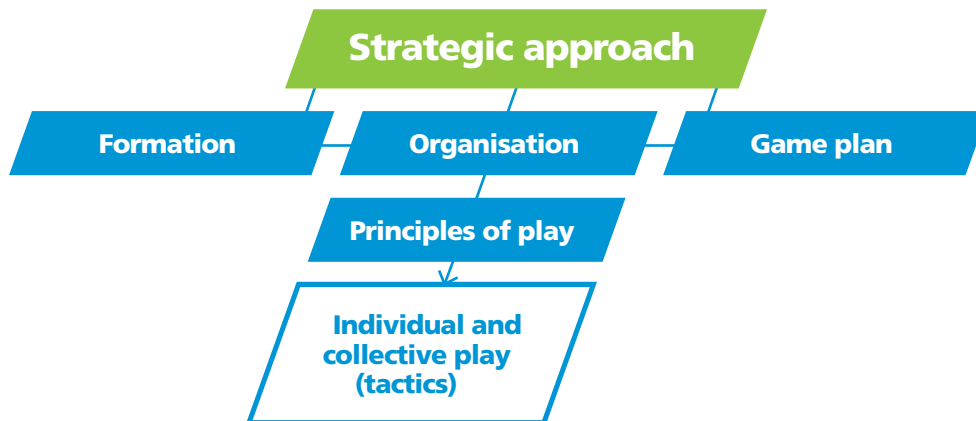 Strategic approach
Formation
Organisation
Game plan
Principles of play
Individual and
collective play
(tactics)